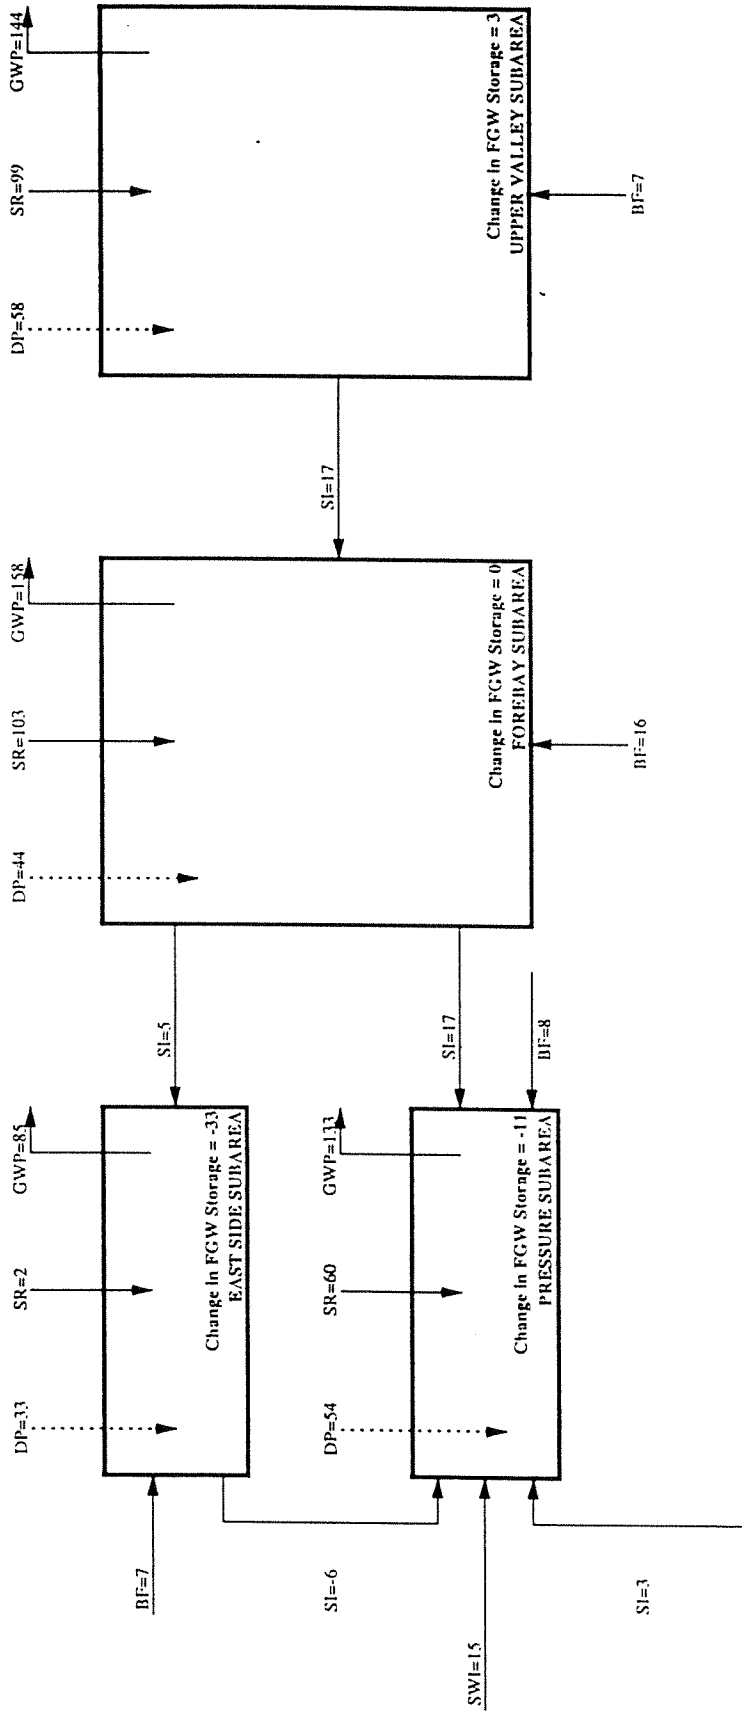 DP=58
SR=99
GWP=144
Change in FGW Storage = 3
UPPER VALLEY SUBAREA
BF=7
SI=17
DP=44
SR=103
GWP=158
Change in FGW Storage = 0
FOREBAY SUBAREA
BF=16
SI=5
SI=17
BF=8
DP=33
SR=2
GWP=85
Change in FGW Storage = -33
EAST SIDE SUBAREA
BF=7
SI=-6
DP=54
SR=60
GWP=133
Change in FGW Storage = -11
PRESSURE SUBAREA
SWI=15
SI=3